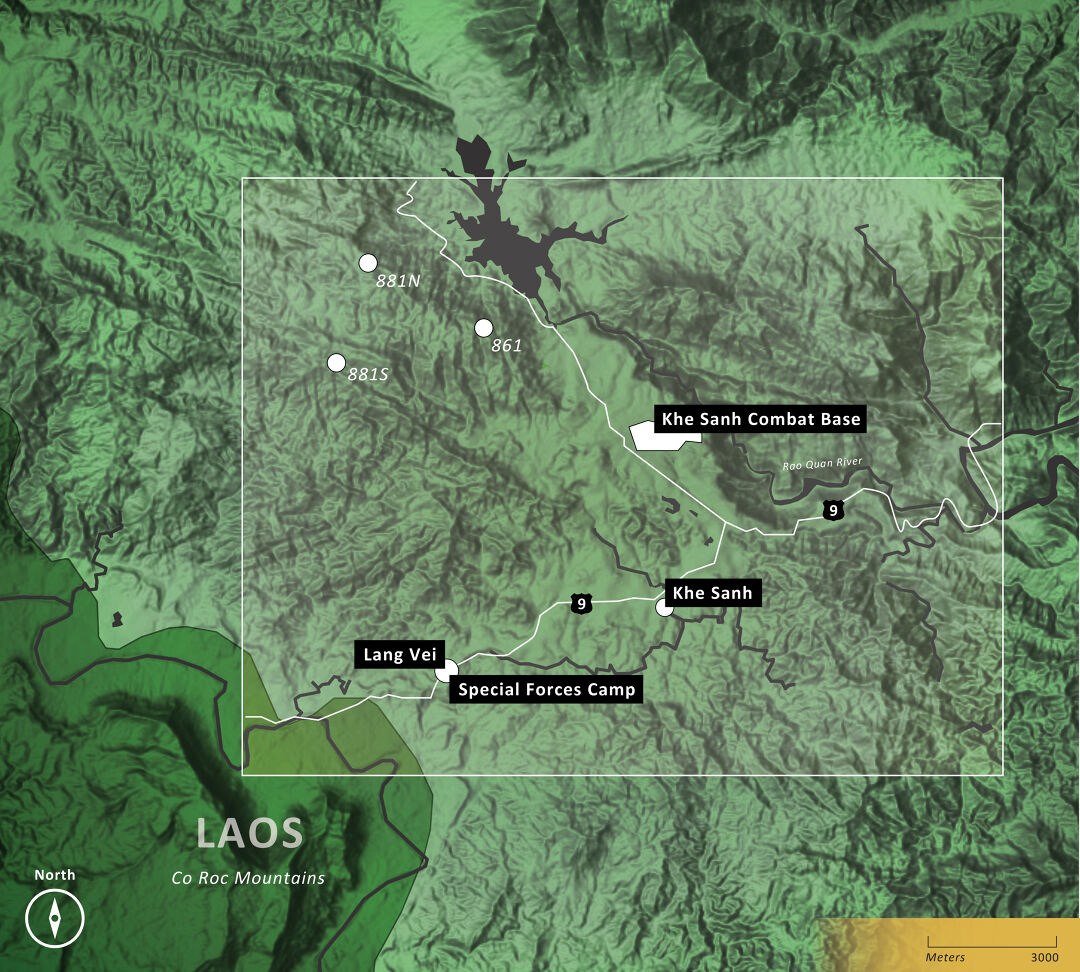 881N
861
881S
Khe Sanh Combat Base
Rao Quan River
9
Khe Sanh
9
Lang Vei
Special Forces Camp
LAOS
Co Roc Mountains
North
Meters 3000